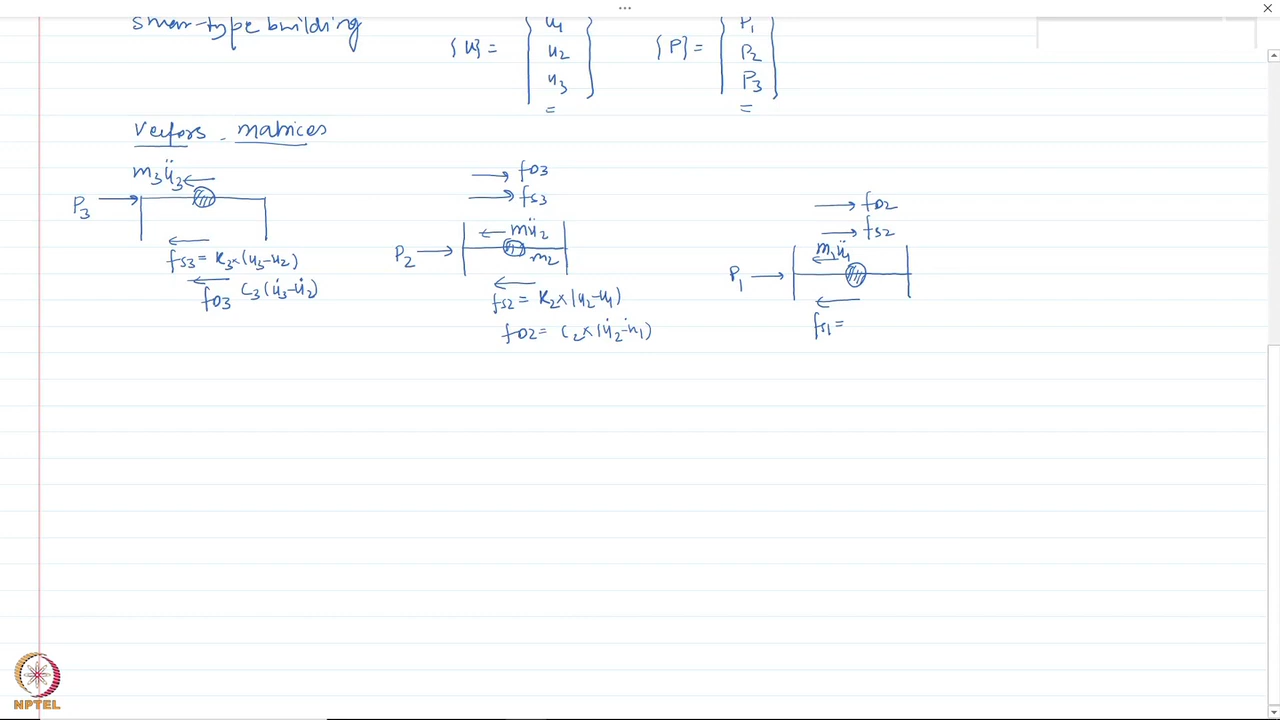 Shear-type building
{u} = { u1 u2 u3 }
{P} = { P1 P2 P3 }
Vectors - matrices
m3ü3
P3
fS3 = K3×(u3-u2)
fD3 C3(u̇3-u̇2)
fD3
fS3
mü2
P2
m2
fS2 = K2×(u2-u1)
fD2 = C2×(u̇2-u̇1)
fD2
fS2
m1ü1
P1
fS1 =
NPTEL